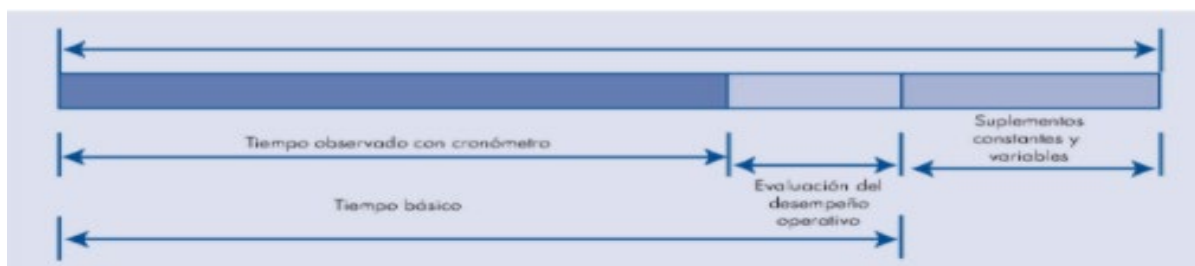 Tiempo observado con cronómetro
Suplementos
constantes y
variables
Evaluación del
desempeño
operativo
Tiempo básico